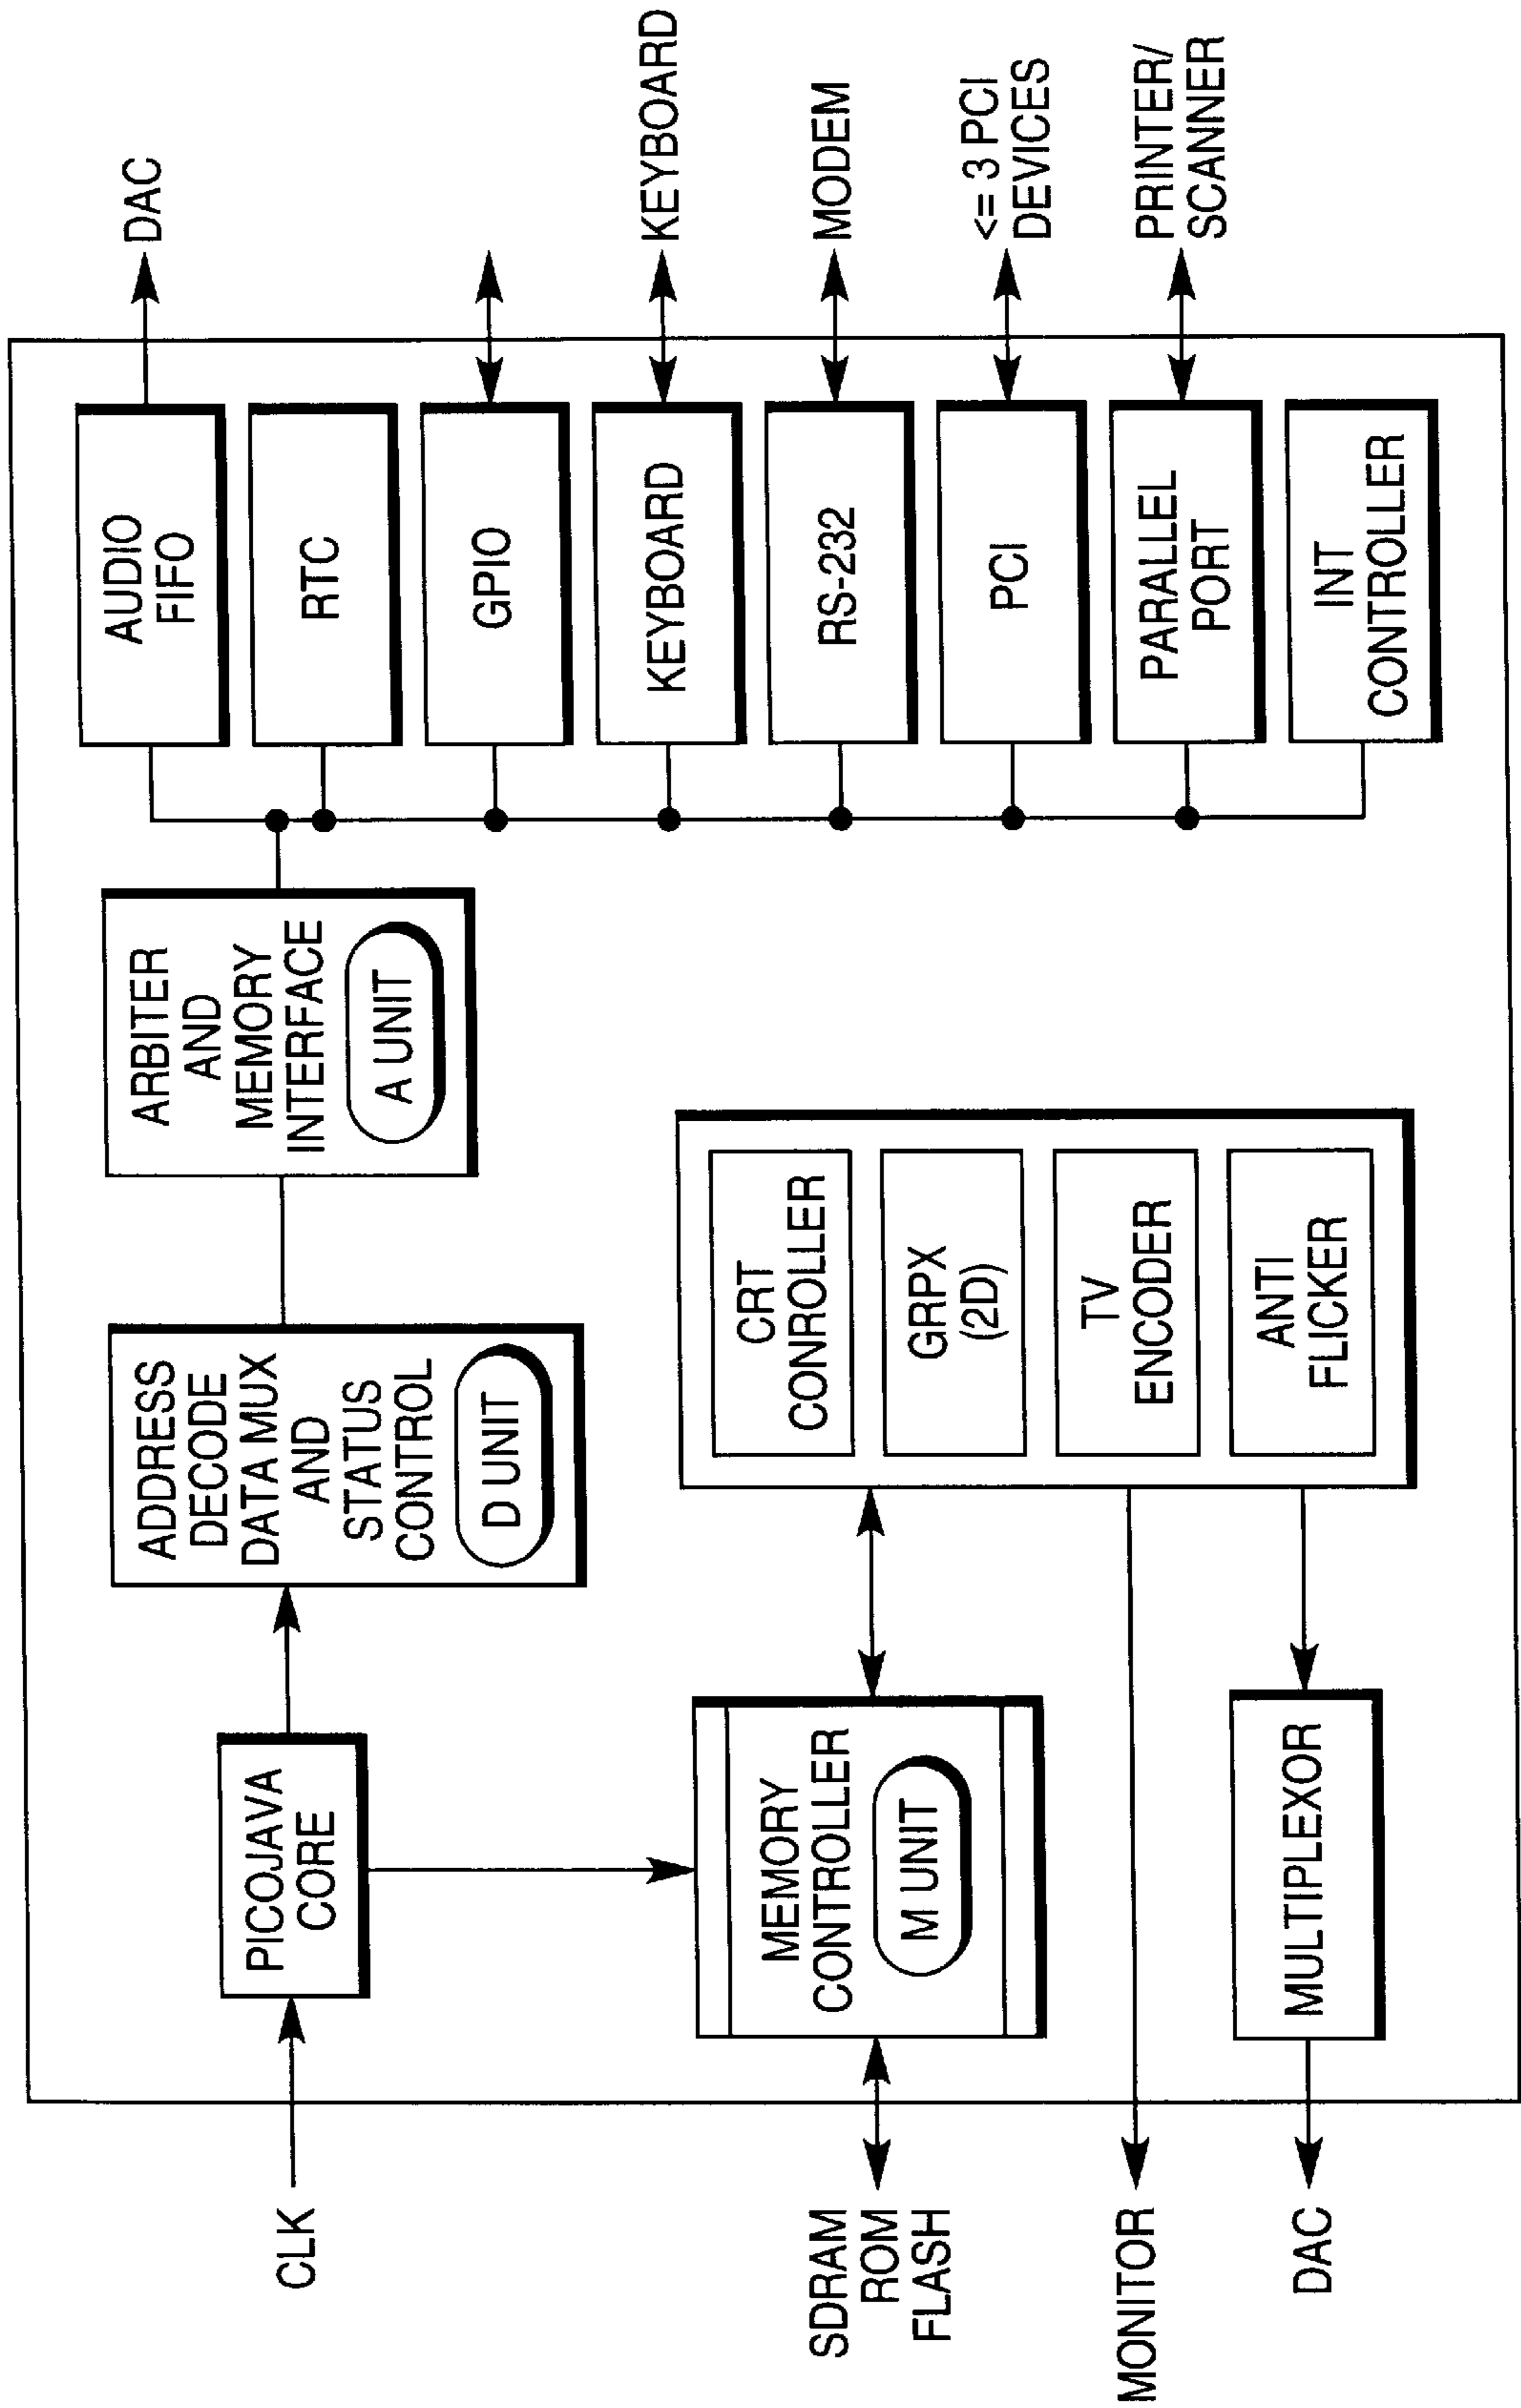 CLK
PICOJAVA
CORE
ADDRESS
DECODE
DATA MUX
AND
STATUS
CONTROL
D UNIT
ARBITER
AND
MEMORY
INTERFACE
A UNIT
AUDIO
FIFO
DAC
RTC
GPIO
KEYBOARD
KEYBOARD
RS-232
MODEM
PCI
<= 3 PCI
DEVICES
PARALLEL
PORT
PRINTER/
SCANNER
INT
CONTROLLER
SDRAM
ROM
FLASH
MEMORY
CONTROLLER
M UNIT
CRT
CONROLLER
GRPX
(2D)
TV
ENCODER
ANTI
FLICKER
MONITOR
DAC
MULTIPLEXOR